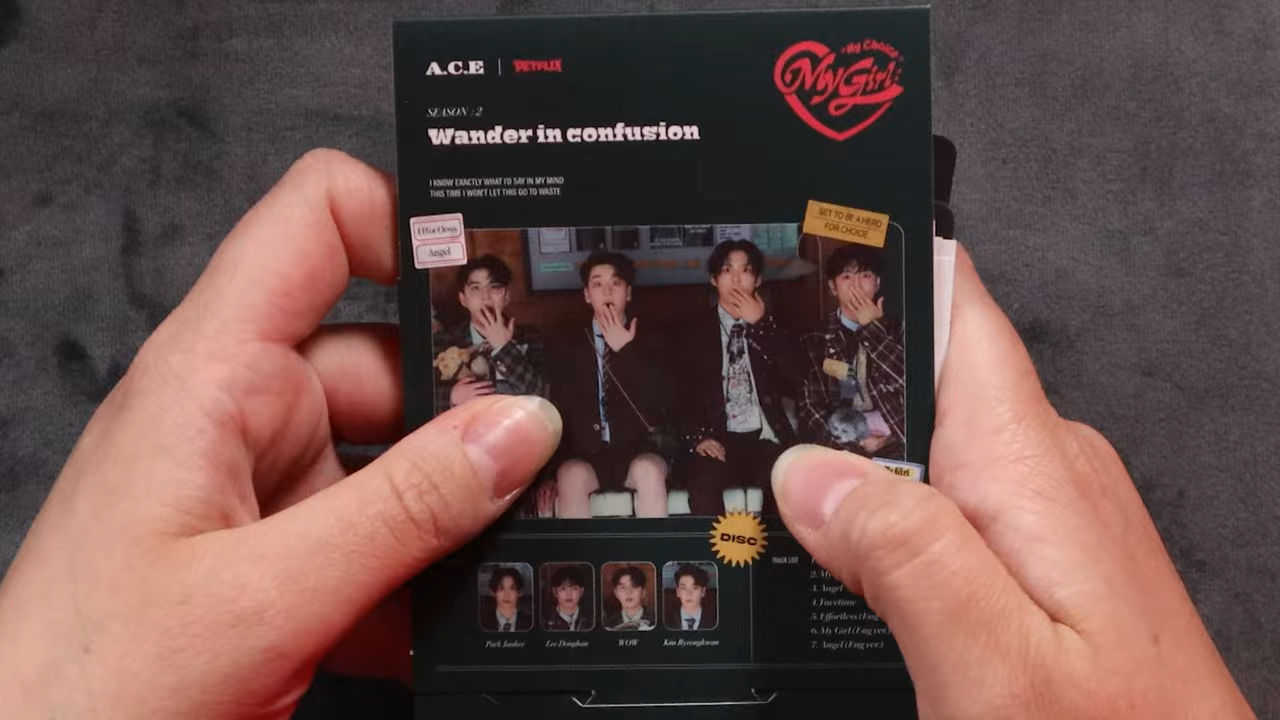 A.C.E | PETFLIX
My Choice
My Girl:
SEASON : 2
Wander in confusion
I KNOW EXACTLY WHAT I'D SAY IN MY MIND
THIS TIME I WON'T LET THIS GO TO WASTE
SET TO BE A HERO
FOR CHOICE
Effortless
Angel
DISC
TRACK LIST
2. My
3. Angel
4. Facetime
5. Effortless (Eng
6. My Girl (Eng ver.)
7. Angel (Eng ver.)
Park Junhee
Lee Donghun
WOW
Kim Byeongkwan